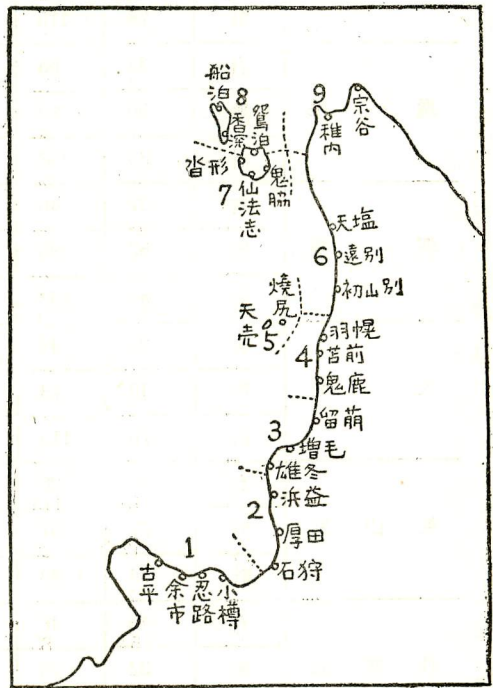 船泊
8
香深
鴛泊
沓形
7
仙法志
鬼脇
9
稚内
宗谷
天塩
6
遠別
初山別
焼尻
天売
5
羽幌
4
苫前
鬼鹿
留萌
3
増毛
雄冬
浜益
2
厚田
石狩
1
古平
余市
忍路
小樽